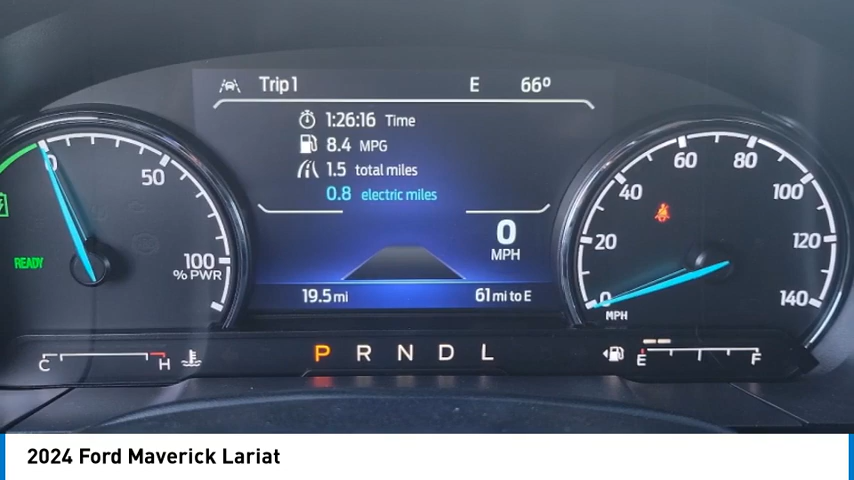 Trip 1 E 66°
1:26:16 Time
8.4 MPG
1.5 total miles
0.8 electric miles
0 MPH
19.5 mi 61 mi to E
0 50 100
% PWR
READY
0 20 40 60 80 100 120 140
MPH
C H
P R N D L
E F
2024 Ford Maverick Lariat